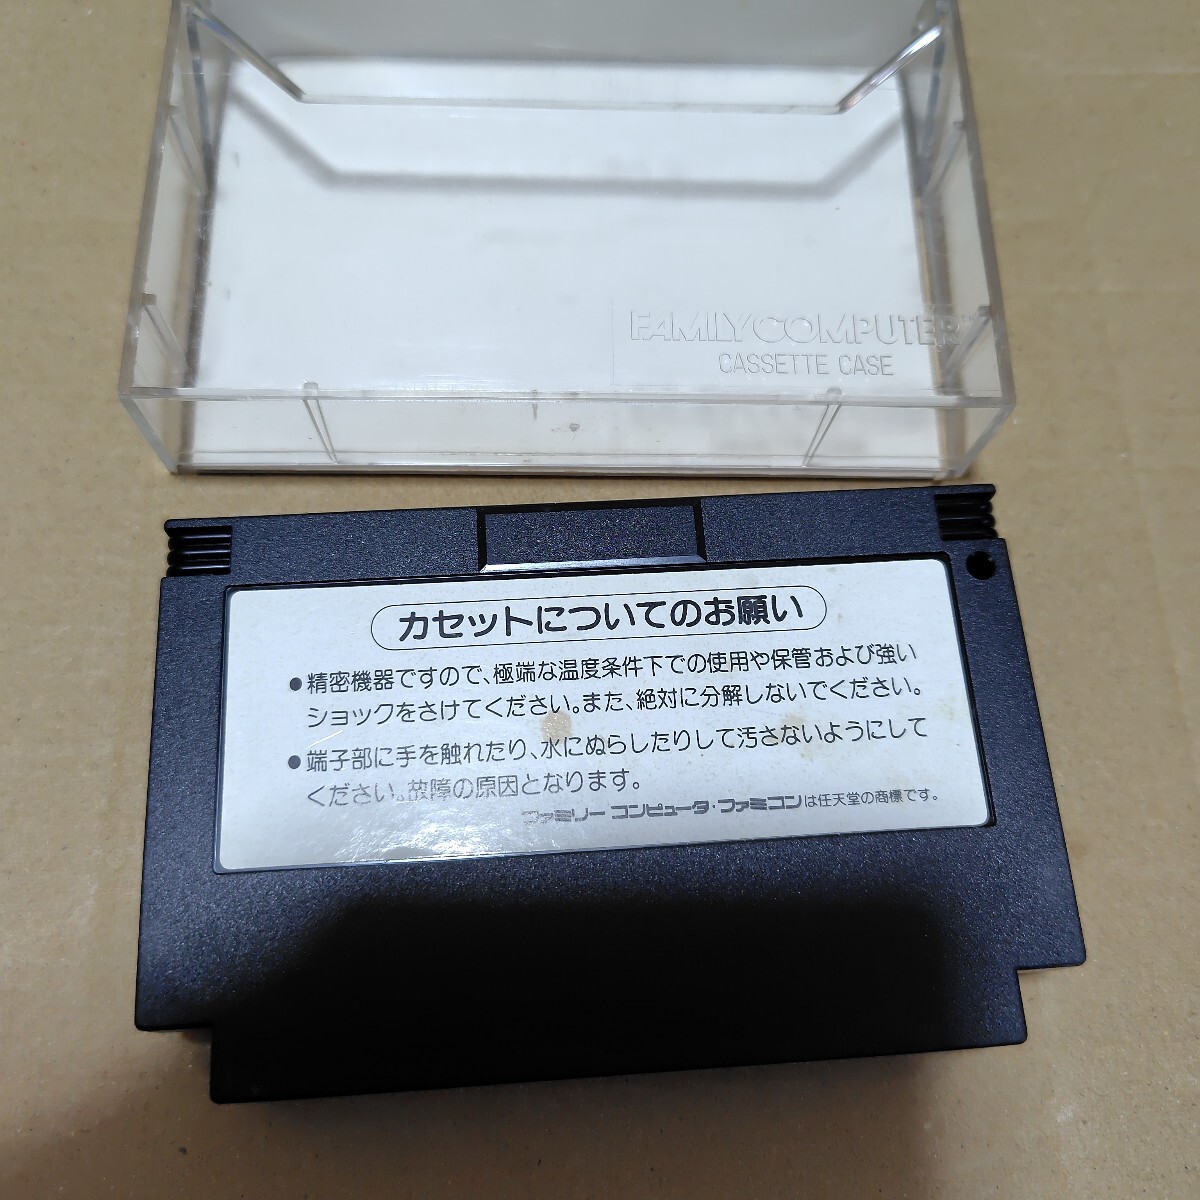 FAMILY COMPUTER
CASSETTE CASE
カセットについてのお願い
●精密機器ですので、極端な温度条件下での使用や保管および強い
ショックをさけてください。また、絶対に分解しないでください。
●端子部に手を触れたり、水にぬらしたりして汚さないようにして
ください。故障の原因となります。
ファミリーコンピュータ・ファミコンは任天堂の商標です。